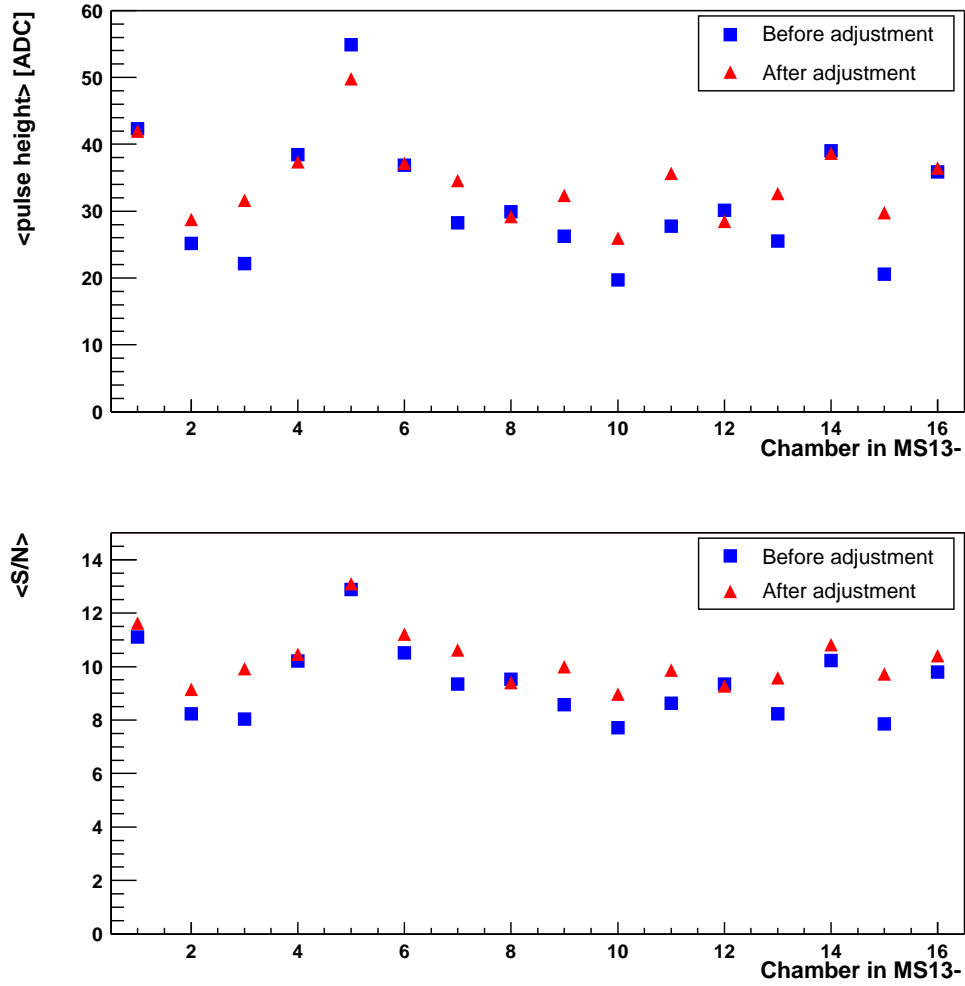 <pulse height> [ADC]
60
50
40
30
20
10
0
Before adjustment
After adjustment
2 4 6 8 10 12 14 16
Chamber in MS13-
<S/N>
14
12
10
8
6
4
2
0
Before adjustment
After adjustment
2 4 6 8 10 12 14 16
Chamber in MS13-